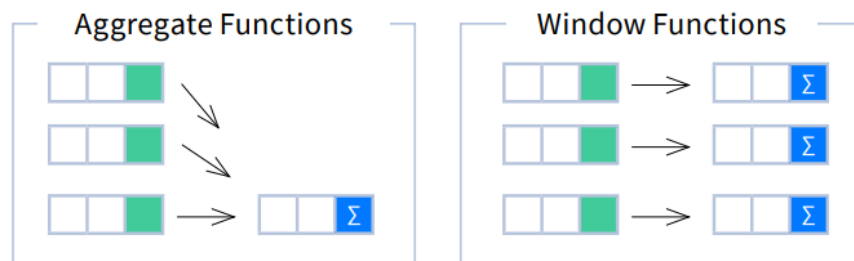 Aggregate Functions
Window Functions
Σ
Σ
Σ
Σ